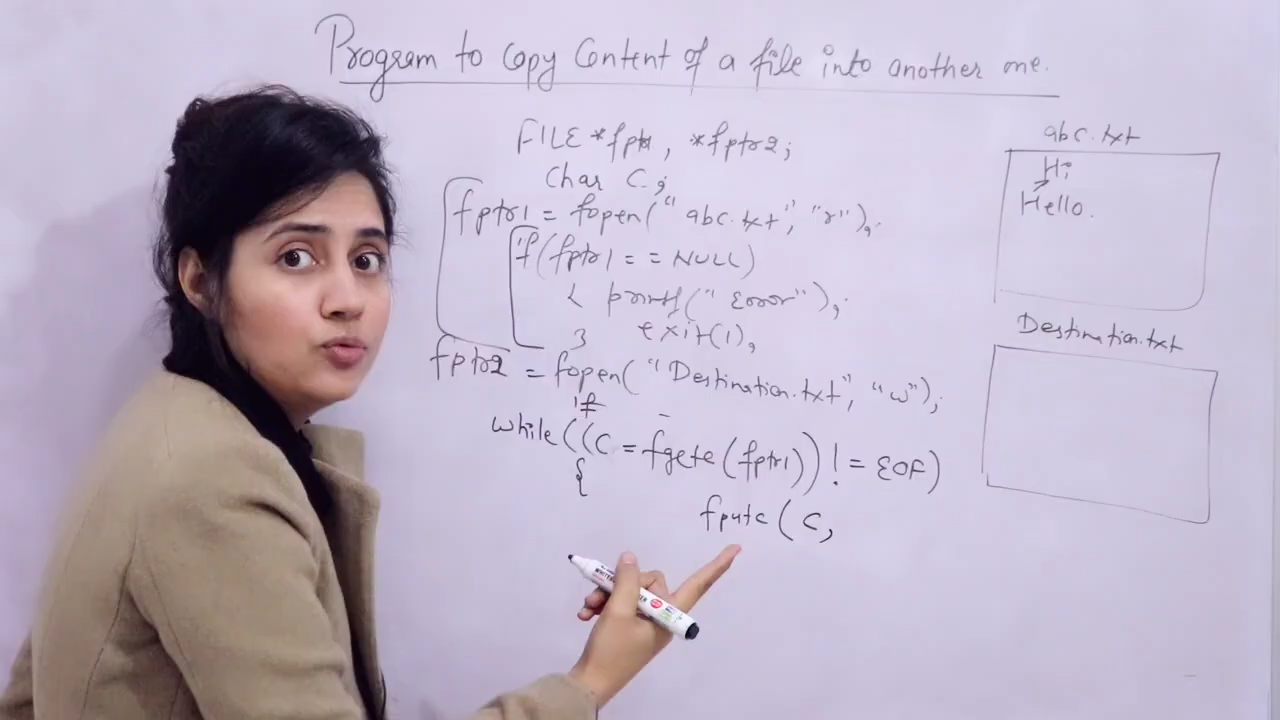 Program to Copy Content of a file into another one.
FILE *fptr1, *fptr2;
char c;
fptr1 = fopen("abc.txt", "r");
if(fptr1 == NULL)
{ printf("Error");
exit(1);
}
fptr2 = fopen("Destination.txt", "w");
if
while((c = fgetc(fptr1)) != EOF)
{
fputc(c,
abc.txt
Hi
Hello.
Destination.txt